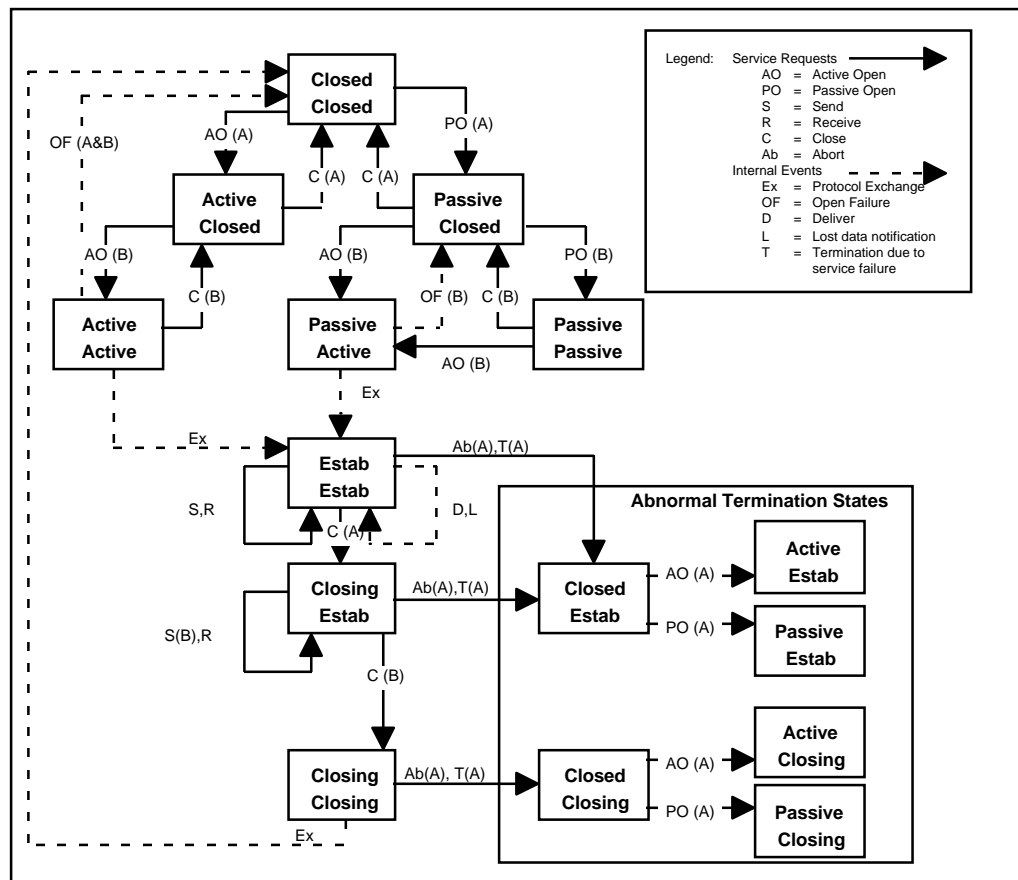 Closed
Closed
Legend: Service Requests
AO = Active Open
PO = Passive Open
S = Send
R = Receive
C = Close
Ab = Abort
Internal Events
Ex = Protocol Exchange
OF = Open Failure
D = Deliver
L = Lost data notification
T = Termination due to
service failure
OF (A&B)
AO (A)
PO (A)
C (A)
C (A)
Active
Closed
Passive
Closed
AO (B)
C (B)
AO (B)
OF (B)
C (B)
PO (B)
Active
Active
Passive
Active
Passive
Passive
AO (B)
Ex
Ex
Estab
Estab
Ab(A),T(A)
S,R
D,L
C (A)
Abnormal Termination States
Closing
Estab
Ab(A),T(A)
S(B),R
Closed
Estab
AO (A)
PO (A)
Active
Estab
Passive
Estab
C (B)
Closing
Closing
Ab(A), T(A)
Ex
Closed
Closing
AO (A)
PO (A)
Active
Closing
Passive
Closing